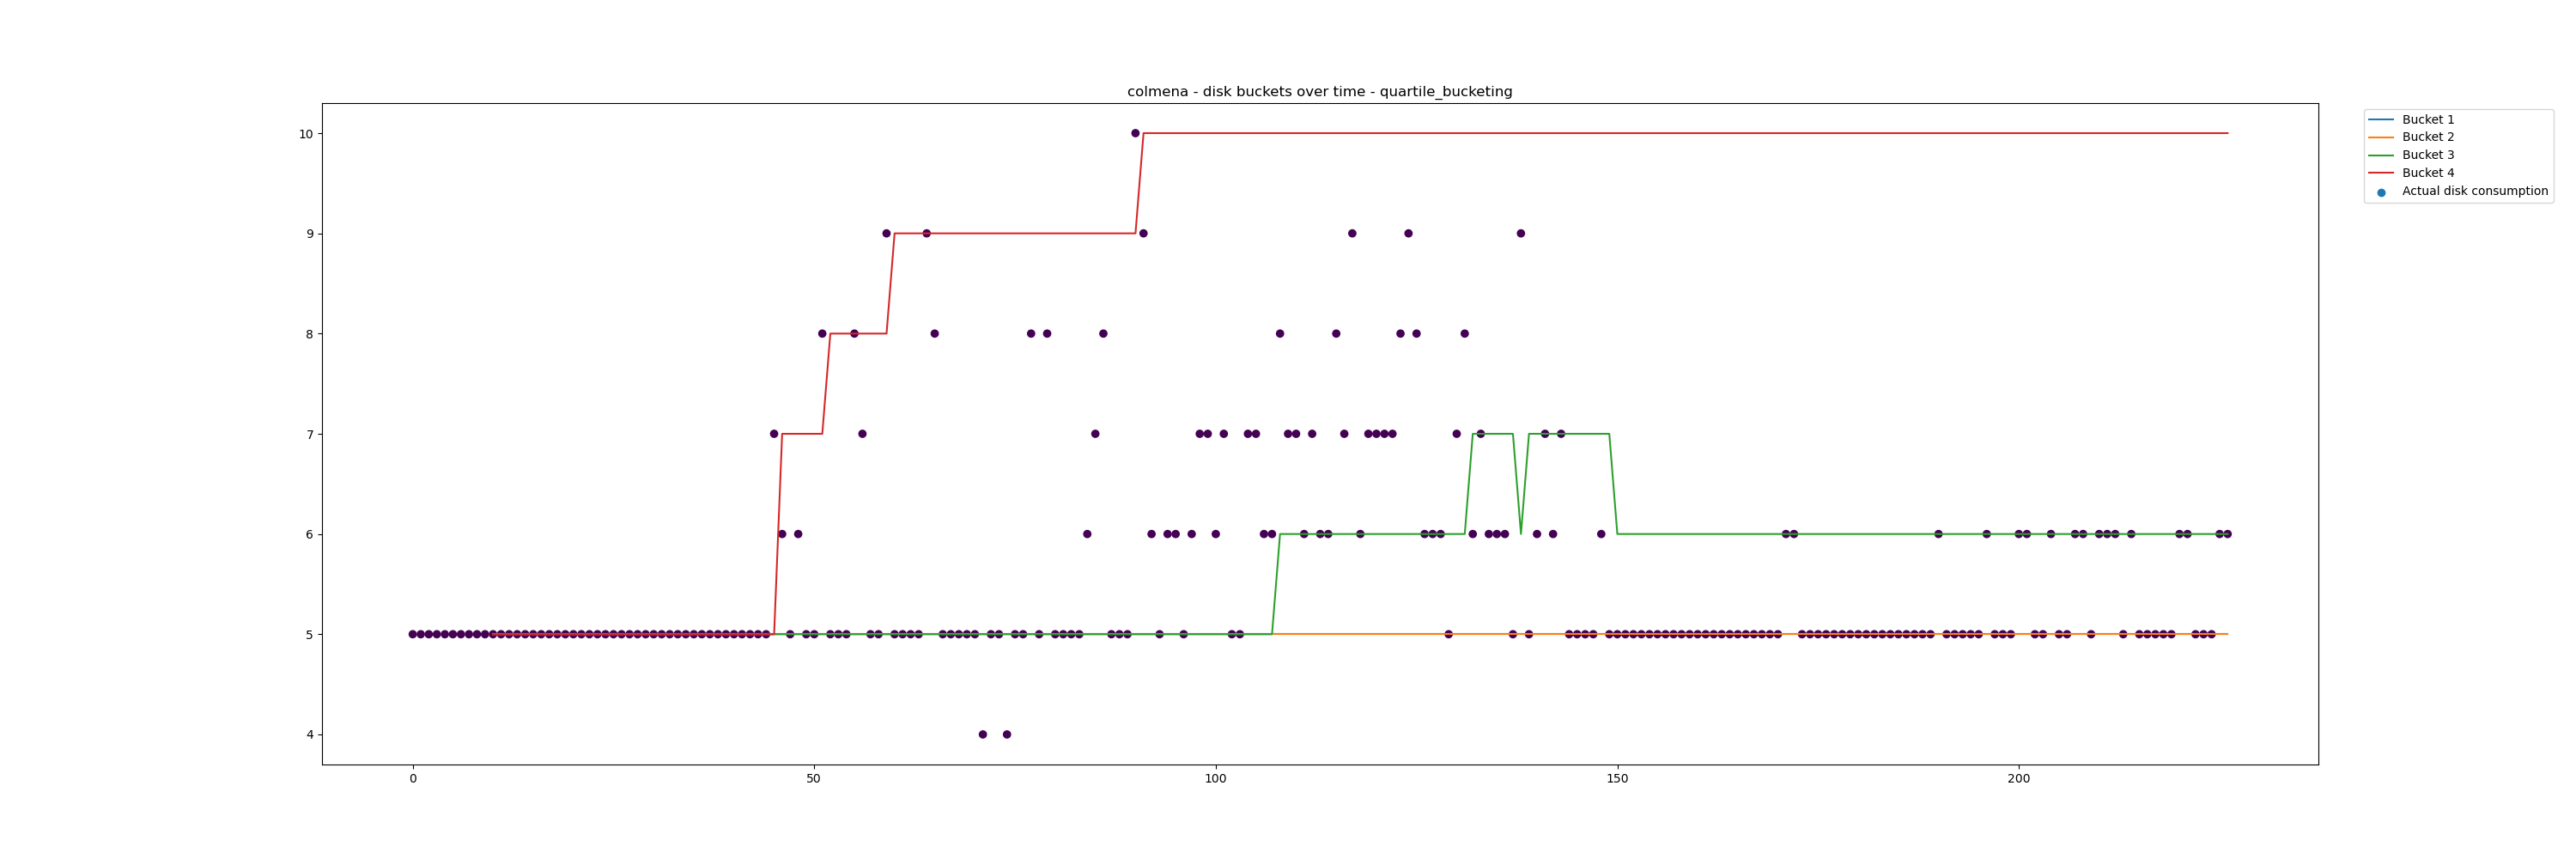 colmena - disk buckets over time - quartile_bucketing
Bucket 1
Bucket 2
Bucket 3
Bucket 4
Actual disk consumption
10
9
8
7
6
5
4
0 50 100 150 200